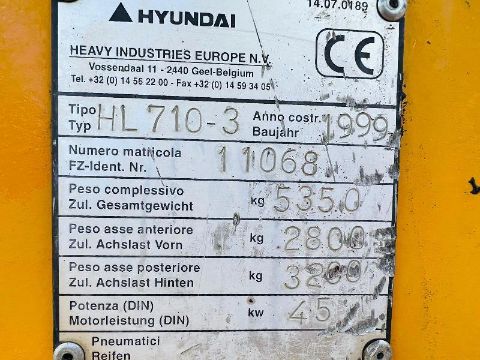 14.07.0189
HYUNDAI
HEAVY INDUSTRIES EUROPE N.V.
Vossendaal 11 - 2440 Geel-Belgium
Tel. +32 (0) 14 56 22 00 - Fax +32 (0) 14 59 34 05
CE
Tipo Anno costr.
Typ HL 710-3 Baujahr 1999
Numero matricola
FZ-Ident. Nr. 11068
Peso complessivo
Zul. Gesamtgewicht kg 5350
Peso asse anteriore
Zul. Achslast Vorn kg 2800
Peso asse posteriore
Zul. Achslast Hinten kg 3200
Potenza (DIN)
Motorleistung (DIN) kw 45
Pneumatici
Reifen